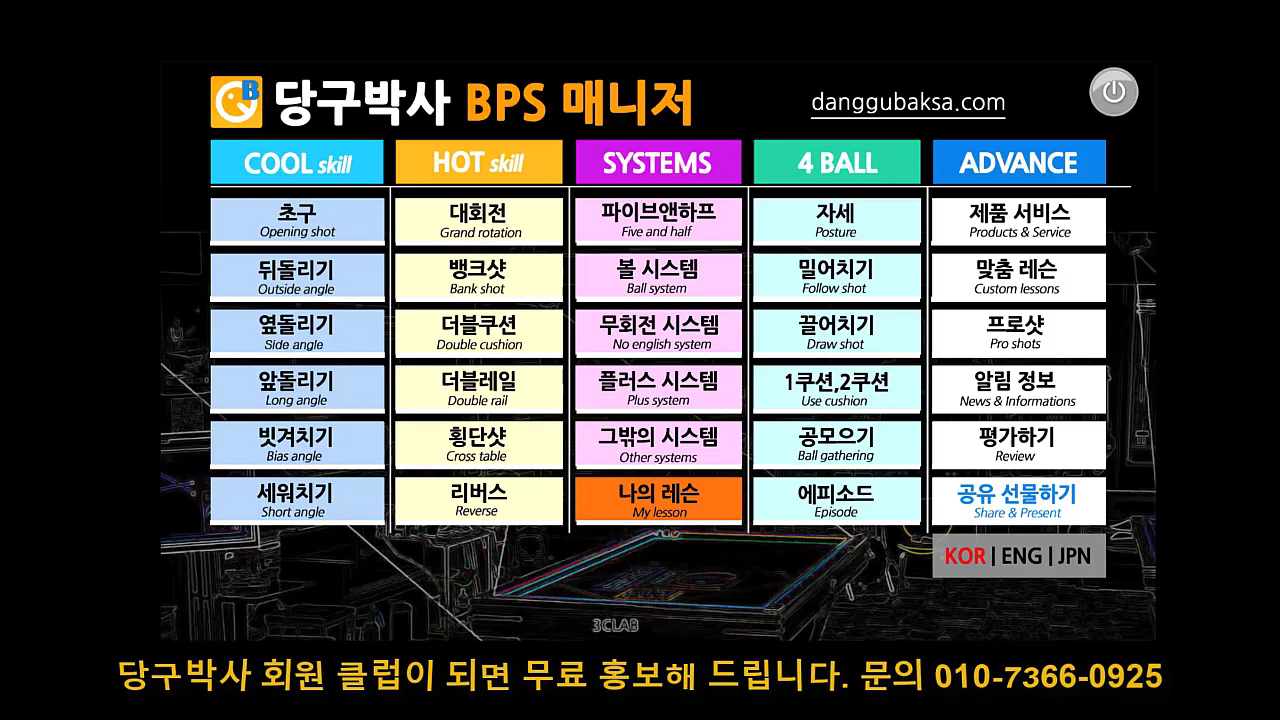 B
당구박사 BPS 매니저
danggubaksa.com
COOL skill
HOT skill
SYSTEMS
4 BALL
ADVANCE
초구
Opening shot
대회전
Grand rotation
파이브앤하프
Five and half
자세
Posture
제품 서비스
Products & Service
뒤돌리기
Outside angle
뱅크샷
Bank shot
볼 시스템
Ball system
밀어치기
Follow shot
맞춤 레슨
Custom lessons
옆돌리기
Side angle
더블쿠션
Double cushion
무회전 시스템
No english system
끌어치기
Draw shot
프로샷
Pro shots
앞돌리기
Long angle
더블레일
Double rail
플러스 시스템
Plus system
1쿠션,2쿠션
Use cushion
알림 정보
News & Informations
빗겨치기
Bias angle
횡단샷
Cross table
그밖의 시스템
Other systems
공모으기
Ball gathering
평가하기
Review
세워치기
Short angle
리버스
Reverse
나의 레슨
My lesson
에피소드
Episode
공유 선물하기
Share & Present
KOR | ENG | JPN
3CLAB
당구박사 회원 클럽이 되면 무료 홍보해 드립니다. 문의 010-7366-0925